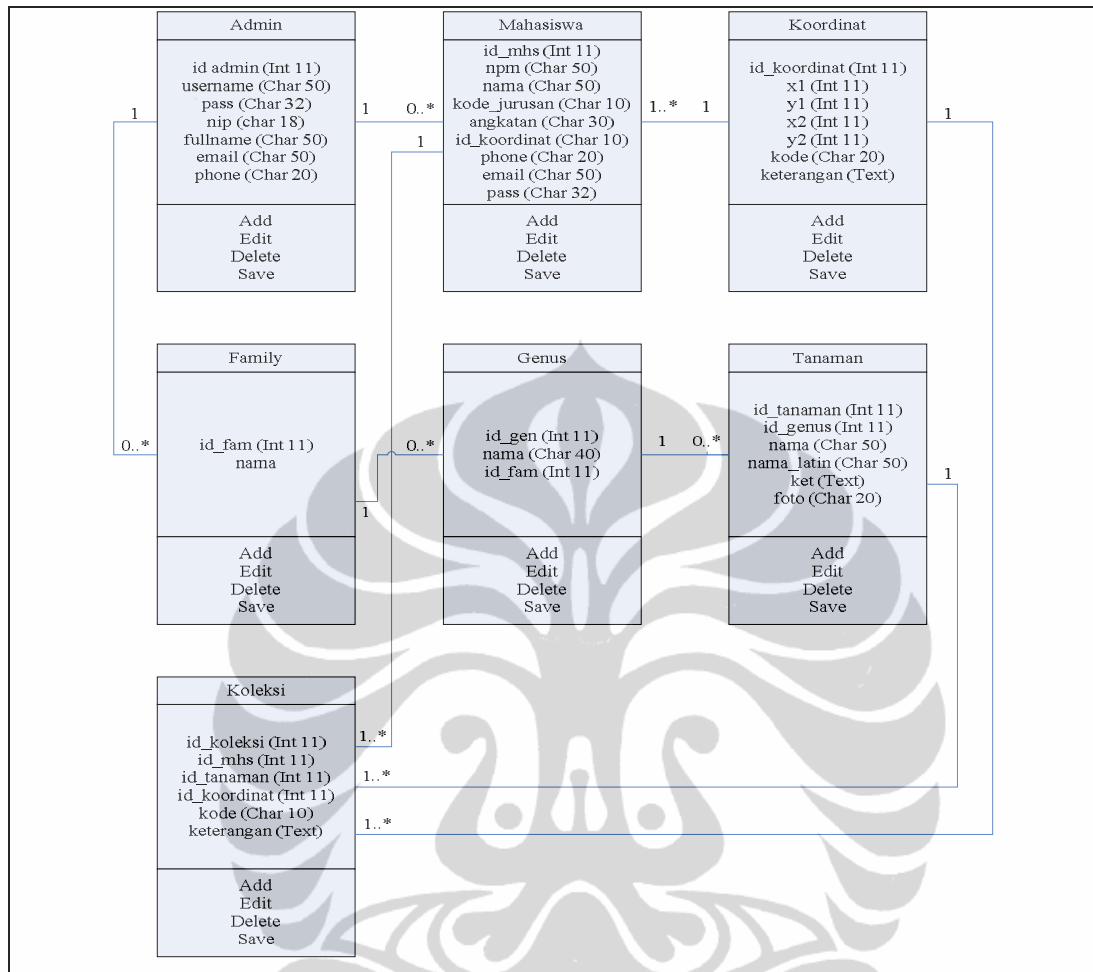 Admin
id admin (Int 11)
username (Char 50)
pass (Char 32)
nip (char 18)
fullname (Char 50)
email (Char 50)
phone (Char 20)
Add
Edit
Delete
Save
Mahasiswa
id_mhs (Int 11)
npm (Char 50)
nama (Char 50)
kode_jurusan (Char 10)
angkatan (Char 30)
id_koordinat (Char 10)
phone (Char 20)
email (Char 50)
pass (Char 32)
Add
Edit
Delete
Save
Koordinat
id_koordinat (Int 11)
x1 (Int 11)
y1 (Int 11)
x2 (Int 11)
y2 (Int 11)
kode (Char 20)
keterangan (Text)
Add
Edit
Delete
Save
1
1
0..*
1
1..*
1
1
Family
id_fam (Int 11)
nama
Add
Edit
Delete
Save
Genus
id_gen (Int 11)
nama (Char 40)
id_fam (Int 11)
Add
Edit
Delete
Save
Tanaman
id_tanaman (Int 11)
id_genus (Int 11)
nama (Char 50)
nama_latin (Char 50)
ket (Text)
foto (Char 20)
Add
Edit
Delete
Save
0..*
1
0..*
1
0..*
1
Koleksi
id_koleksi (Int 11)
id_mhs (Int 11)
id_tanaman (Int 11)
id_koordinat (Int 11)
kode (Char 10)
keterangan (Text)
Add
Edit
Delete
Save
1..*
1..*
1..*